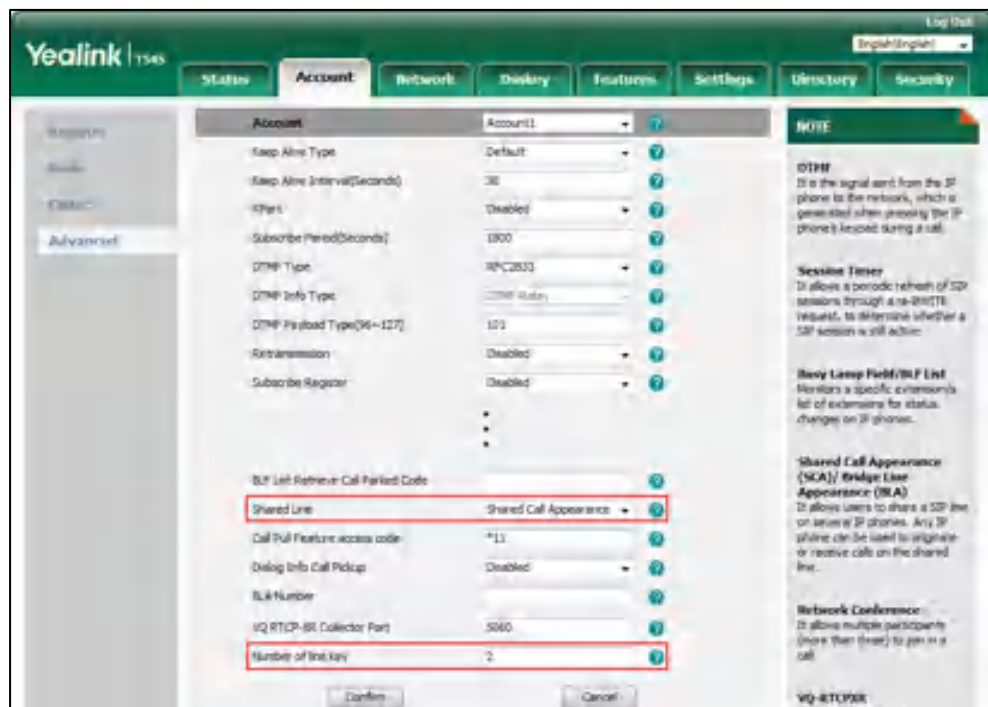 Log Out
English(English)
Yealink
Status
Account
Network
Dsskey
Features
Settings
Directory
Security
Register
Basic
Codec
Advanced
Account Account1
Keep Alive Type Default
Keep Alive Interval(Seconds) 30
RPort Disabled
Subscribe Period(Seconds) 1800
DTMF Type RFC2833
DTMF Info Type DTMF-Relay
DTMF Payload Type(96~127) 101
Retransmission Disabled
Subscribe Register Disabled
BLF List Retrieve Call Parked Code
Shared Line Shared Call Appearance
Call Pull Feature access code *11
Dialog Info Call Pickup Disabled
BLA Number
VQ RTCP-XR Collector Port 5060
Number of line key 2
Confirm Cancel
NOTE
DTMF
It is the signal sent from the IP
phone to the network, which is
generated when pressing the IP
phone's keypad during a call.
Session Timer
It allows a periodic refresh of SIP
sessions through a re-INVITE
request, to determine whether a
SIP session is still active.
Busy Lamp Field/BLF List
Monitors a specific extension/a
list of extensions for status
changes on IP phones.
Shared Call Appearance
(SCA)/ Bridge Line
Appearance (BLA)
It allows users to share a SIP line
on several IP phones. Any IP
phone can be used to originate
or receive calls on the shared
line.
Network Conference
It allows multiple participants
(more than three) to join in a
call.
VQ-RTCPXR